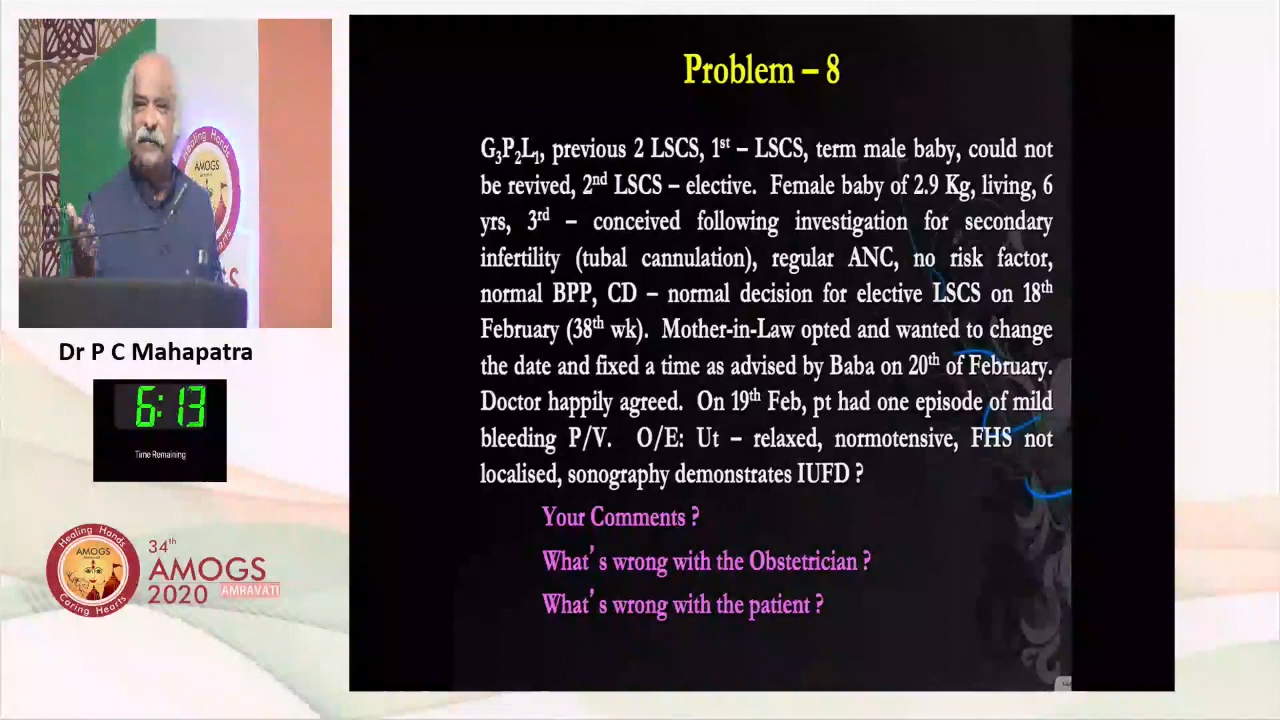 Healing Hands
AMOGS
Dr P C Mahapatra
6:13
Time Remaining
Healing Hands
AMOGS
Caring Hearts
34th
AMOGS
2020 AMRAVATI
Problem – 8
G3P2L1, previous 2 LSCS, 1st – LSCS, term male baby, could not
be revived, 2nd LSCS – elective. Female baby of 2.9 Kg, living, 6
yrs, 3rd – conceived following investigation for secondary
infertility (tubal cannulation), regular ANC, no risk factor,
normal BPP, CD – normal decision for elective LSCS on 18th
February (38th wk). Mother-in-Law opted and wanted to change
the date and fixed a time as advised by Baba on 20th of February.
Doctor happily agreed. On 19th Feb, pt had one episode of mild
bleeding P/V. O/E: Ut – relaxed, normotensive, FHS not
localised, sonography demonstrates IUFD ?
Your Comments ?
What's wrong with the Obstetrician ?
What's wrong with the patient ?